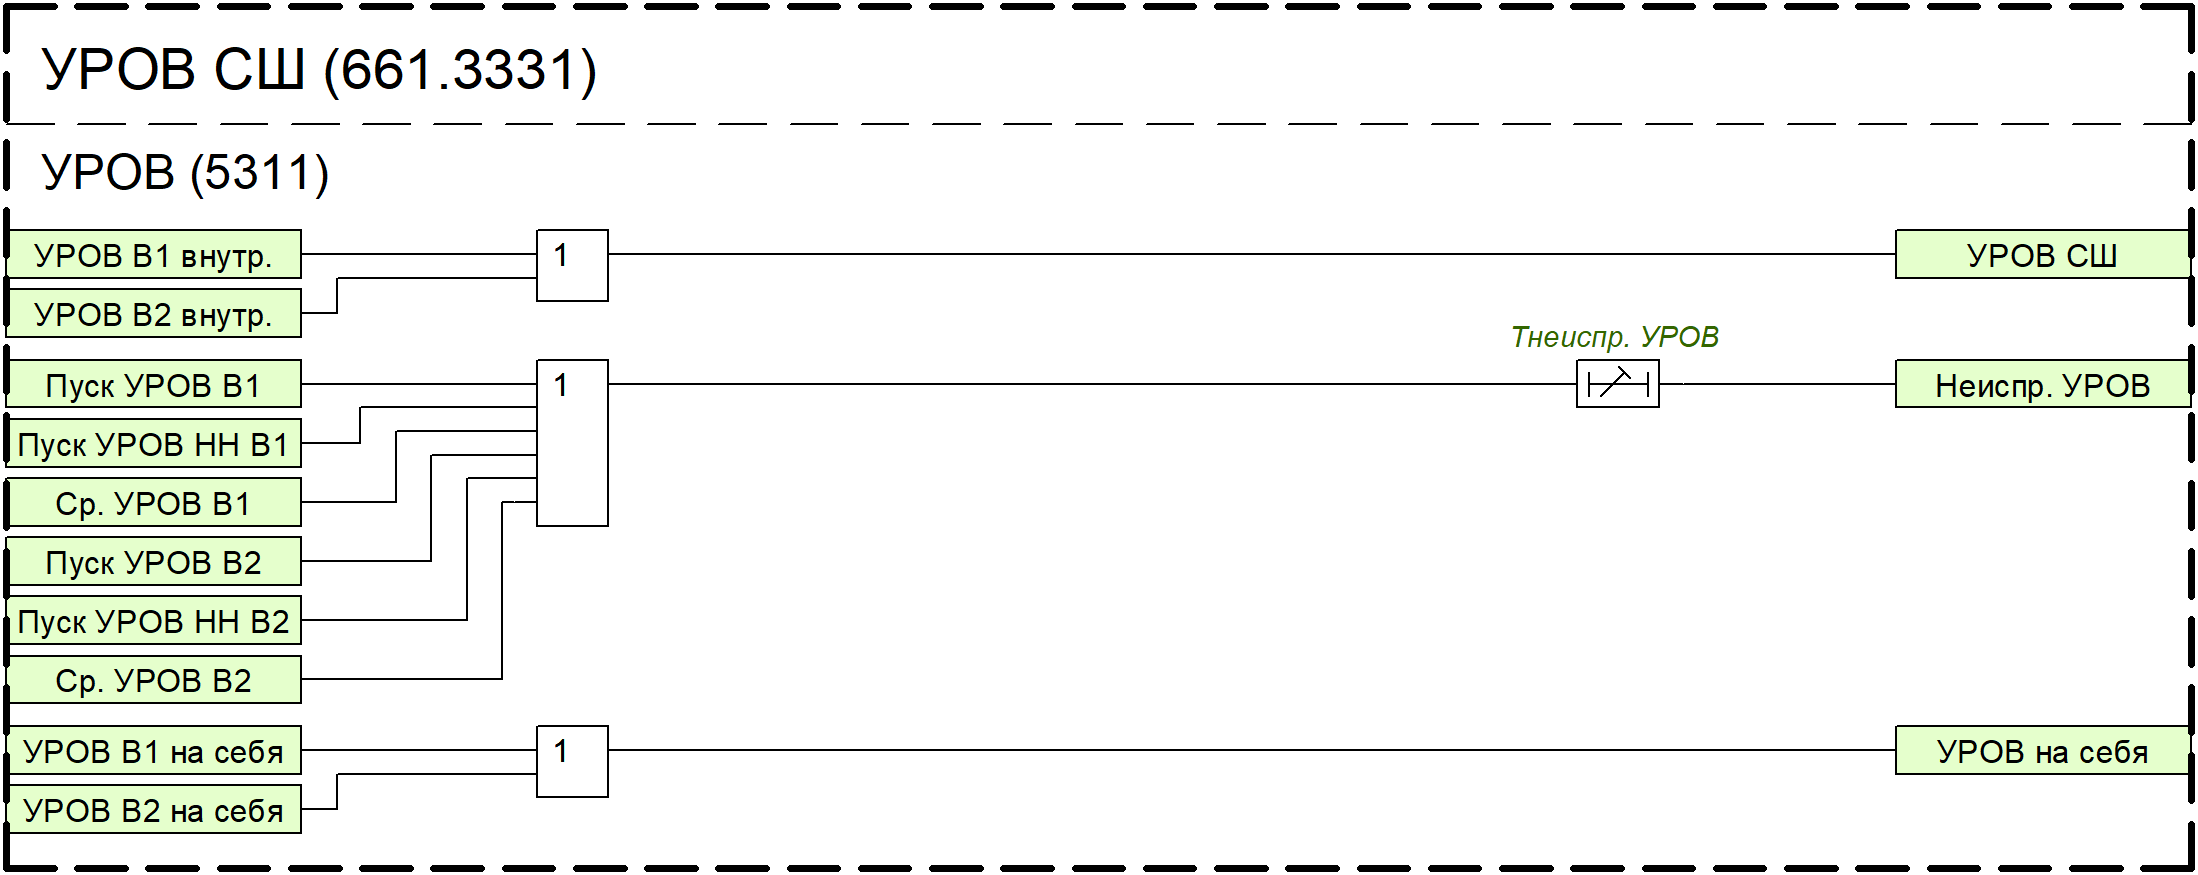 УРОВ СШ (661.3331)
УРОВ (5311)
УРОВ В1 внутр.
1
УРОВ СШ
УРОВ В2 внутр.
Тнеиспр. УРОВ
Пуск УРОВ В1
1
Неиспр. УРОВ
Пуск УРОВ НН В1
Ср. УРОВ В1
Пуск УРОВ В2
Пуск УРОВ НН В2
Ср. УРОВ В2
УРОВ В1 на себя
1
УРОВ на себя
УРОВ В2 на себя